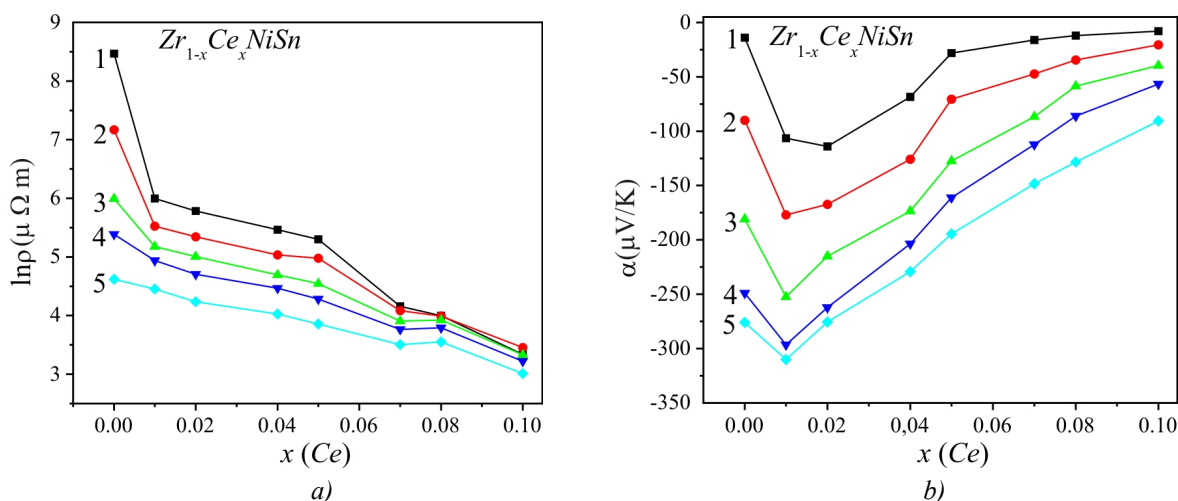 Zr1-xCexNiSn
lnρ(μ Ω m)
9
8
7
6
5
4
3
1
2
3
4
5
0.00 0.02 0.04 0.06 0.08 0.10
x (Ce)
a)
Zr1-xCexNiSn
α(μV/K)
0
-50
-100
-150
-200
-250
-300
-350
1
2
3
4
5
0.00 0.02 0,04 0.06 0.08 0.10
x (Ce)
b)